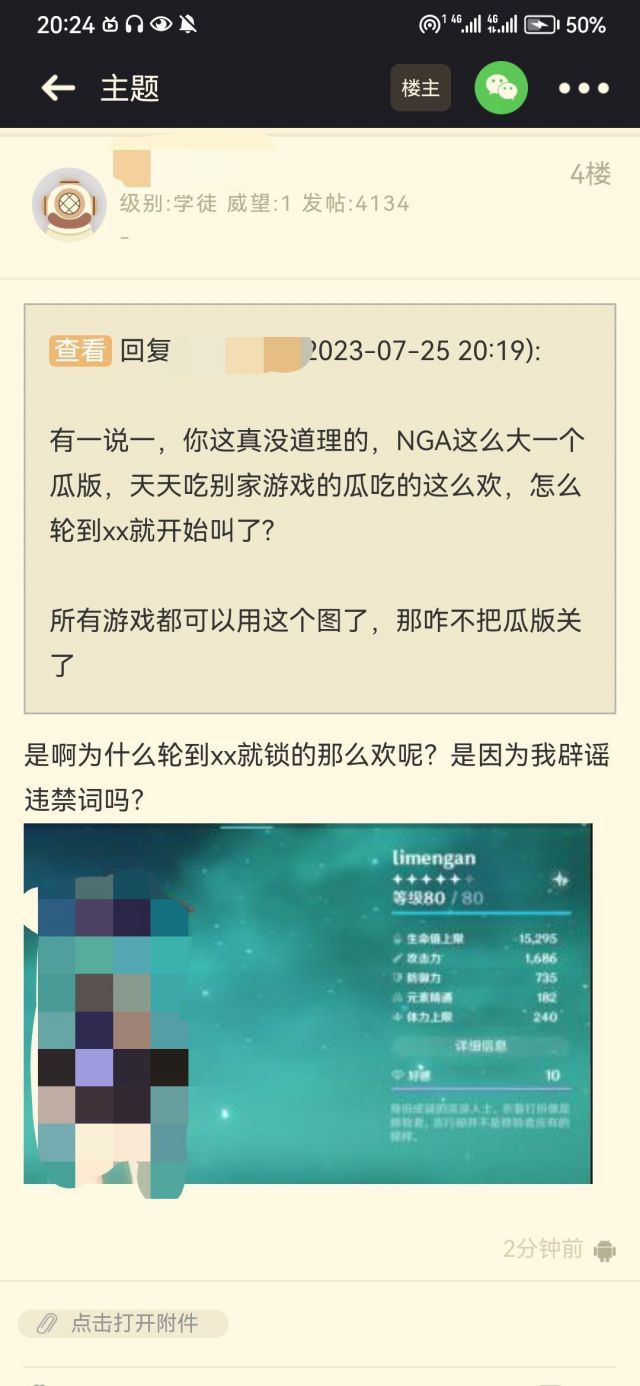 20:24
1 4G 4G 50%
主题 楼主
4楼
级别:学徒 威望:1 发帖:4134
-
查看 回复 2023-07-25 20:19):
有一说一，你这真没道理的，NGA这么大一个
瓜版，天天吃别家游戏的瓜吃的这么欢，怎么
轮到xx就开始叫了？
所有游戏都可以用这个图了，那咋不把瓜版关
了
是啊为什么轮到xx就锁的那么欢呢？是因为我辟谣
违禁词吗？
limengan
等级80 / 80
生命值上限 15,295
攻击力 1,686
防御力 735
元素精通 182
体力上限 240
详细信息
好感 10
2分钟前
点击打开附件